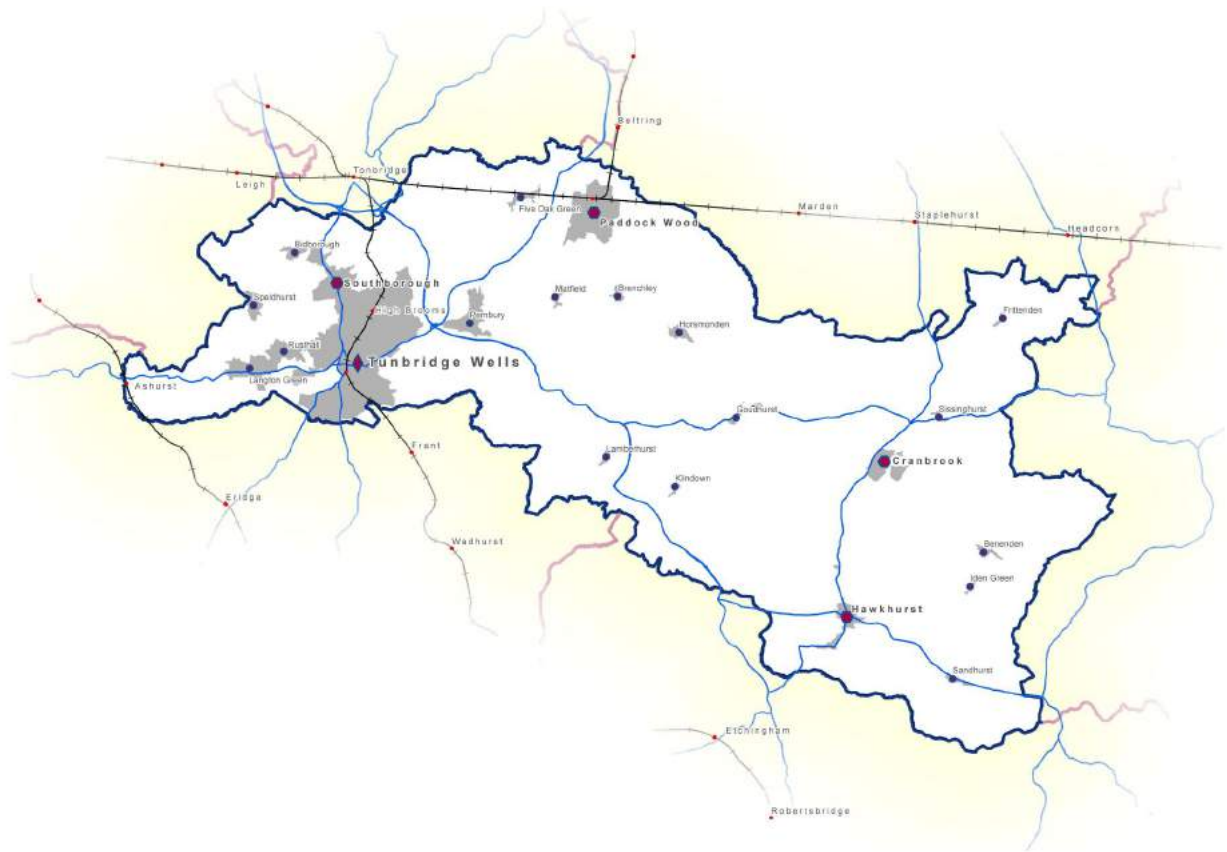 Beltring
Tonbridge
Leigh
Five Oak Green
Marden
Staplehurst
Paddock Wood
Headcorn
Bidborough
Southborough
Speldhurst
Matfield
Brenchley
High Brooms
Pembury
Frittenden
Horsmonden
Rusthall
Tunbridge Wells
Langton Green
Ashurst
Goudhurst
Sissinghurst
Frant
Lamberhurst
Cranbrook
Kilndown
Eridge
Wadhurst
Benenden
Iden Green
Hawkhurst
Sandhurst
Etchingham
Robertsbridge